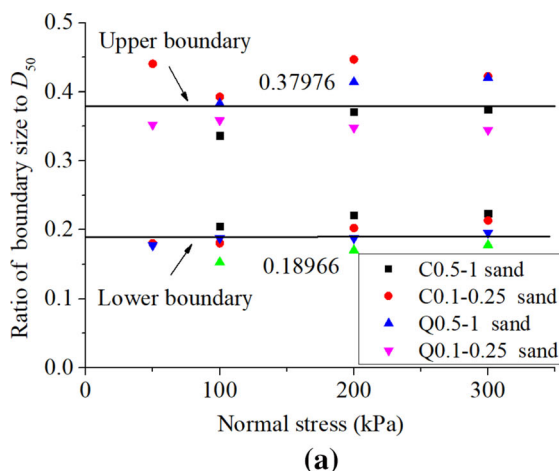 0.5
Upper boundary
0.4
0.37976
0.3
0.2
0.1
Lower boundary
0.18966
0.0
C0.5-1 sand
C0.1-0.25 sand
Q0.5-1 sand
Q0.1-0.25 sand
0 100 200 300
Ratio of boundary size to D50
Normal stress (kPa)
(a)